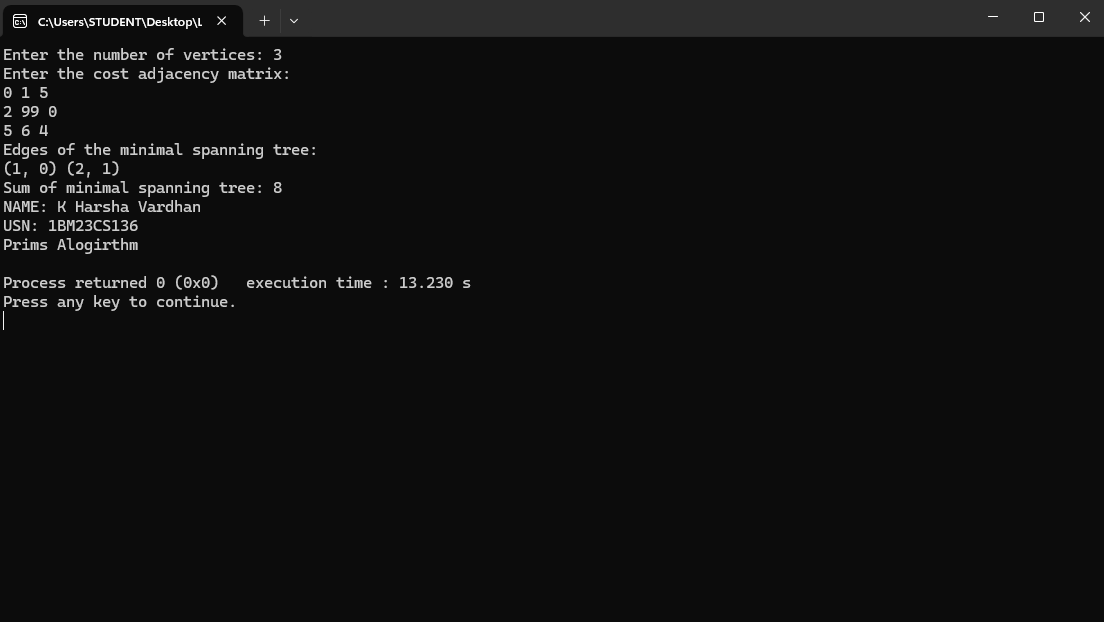 C:\Users\STUDENT\Desktop\L
Enter the number of vertices: 3
Enter the cost adjacency matrix:
0 1 5
2 99 0
5 6 4
Edges of the minimal spanning tree:
(1, 0) (2, 1)
Sum of minimal spanning tree: 8
NAME: K Harsha Vardhan
USN: 1BM23CS136
Prims Alogirthm
Process returned 0 (0x0)   execution time : 13.230 s
Press any key to continue.